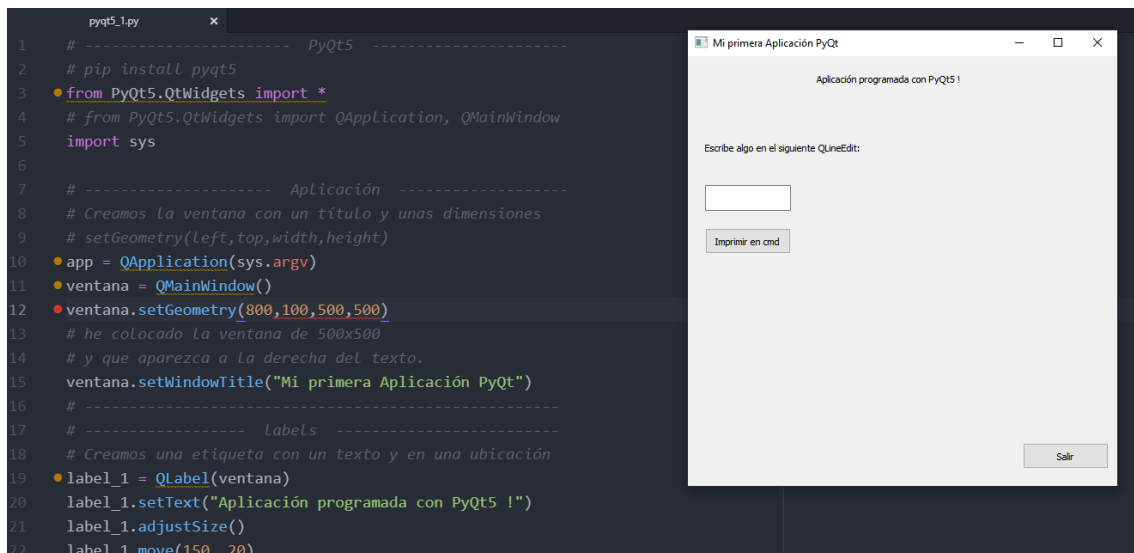 pyqt5_1.py ×
1 # ----------------------- PyQt5 ----------------------
2 # pip install pyqt5
3 from PyQt5.QtWidgets import *
4 # from PyQt5.QtWidgets import QApplication, QMainWindow
5 import sys
6
7 # --------------------- Aplicación -------------------
8 # Creamos la ventana con un título y unas dimensiones
9 # setGeometry(left,top,width,height)
10 app = QApplication(sys.argv)
11 ventana = QMainWindow()
12 ventana.setGeometry(800,100,500,500)
13 # he colocado la ventana de 500x500
14 # y que aparezca a la derecha del texto.
15 ventana.setWindowTitle("Mi primera Aplicación PyQt")
16 # -----------------------------------------------------
17 # ------------------ labels -------------------------
18 # Creamos una etiqueta con un texto y en una ubicación
19 label_1 = QLabel(ventana)
20 label_1.setText("Aplicación programada con PyQt5 !")
21 label_1.adjustSize()
22 label_1.move(150, 20)
Mi primera Aplicación PyQt
Aplicación programada con PyQt5 !
Escribe algo en el siguiente QLineEdit:
Imprimir en cmd
Salir